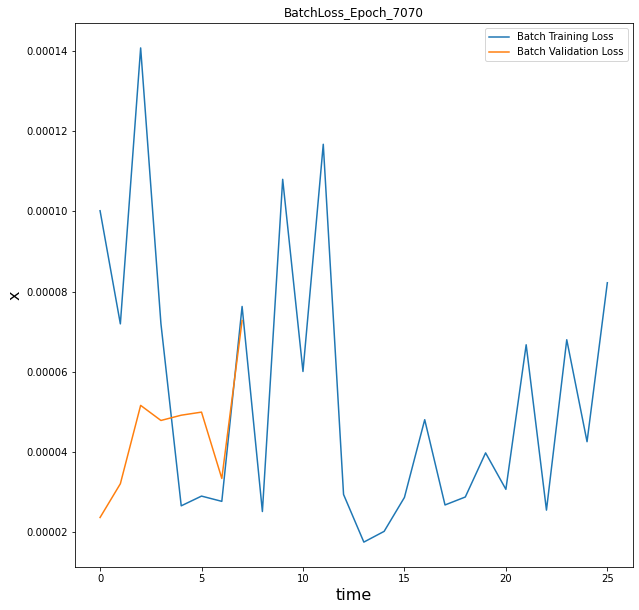 BatchLoss_Epoch_7070
Batch Training Loss
Batch Validation Loss
0.00014
0.00012
0.00010
0.00008
0.00006
0.00004
0.00002
x
0 5 10 15 20 25
time